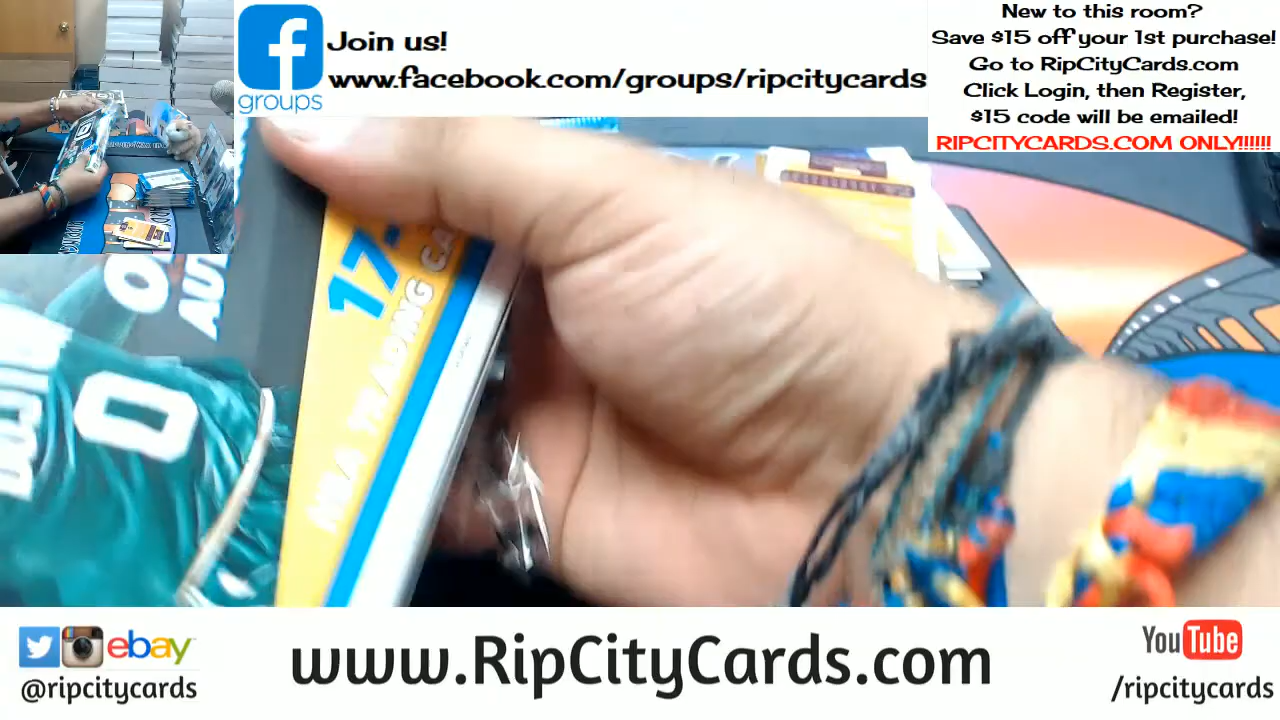 groups
Join us!
www.facebook.com/groups/ripcitycards
New to this room?
Save $15 off your 1st purchase!
Go to RipCityCards.com
Click Login, then Register,
$15 code will be emailed!
RIPCITYCARDS.COM ONLY!!!!!!
17-
NBA TRADING CA
0
ebay
@ripcitycards
www.RipCityCards.com
YouTube
/ripcitycards